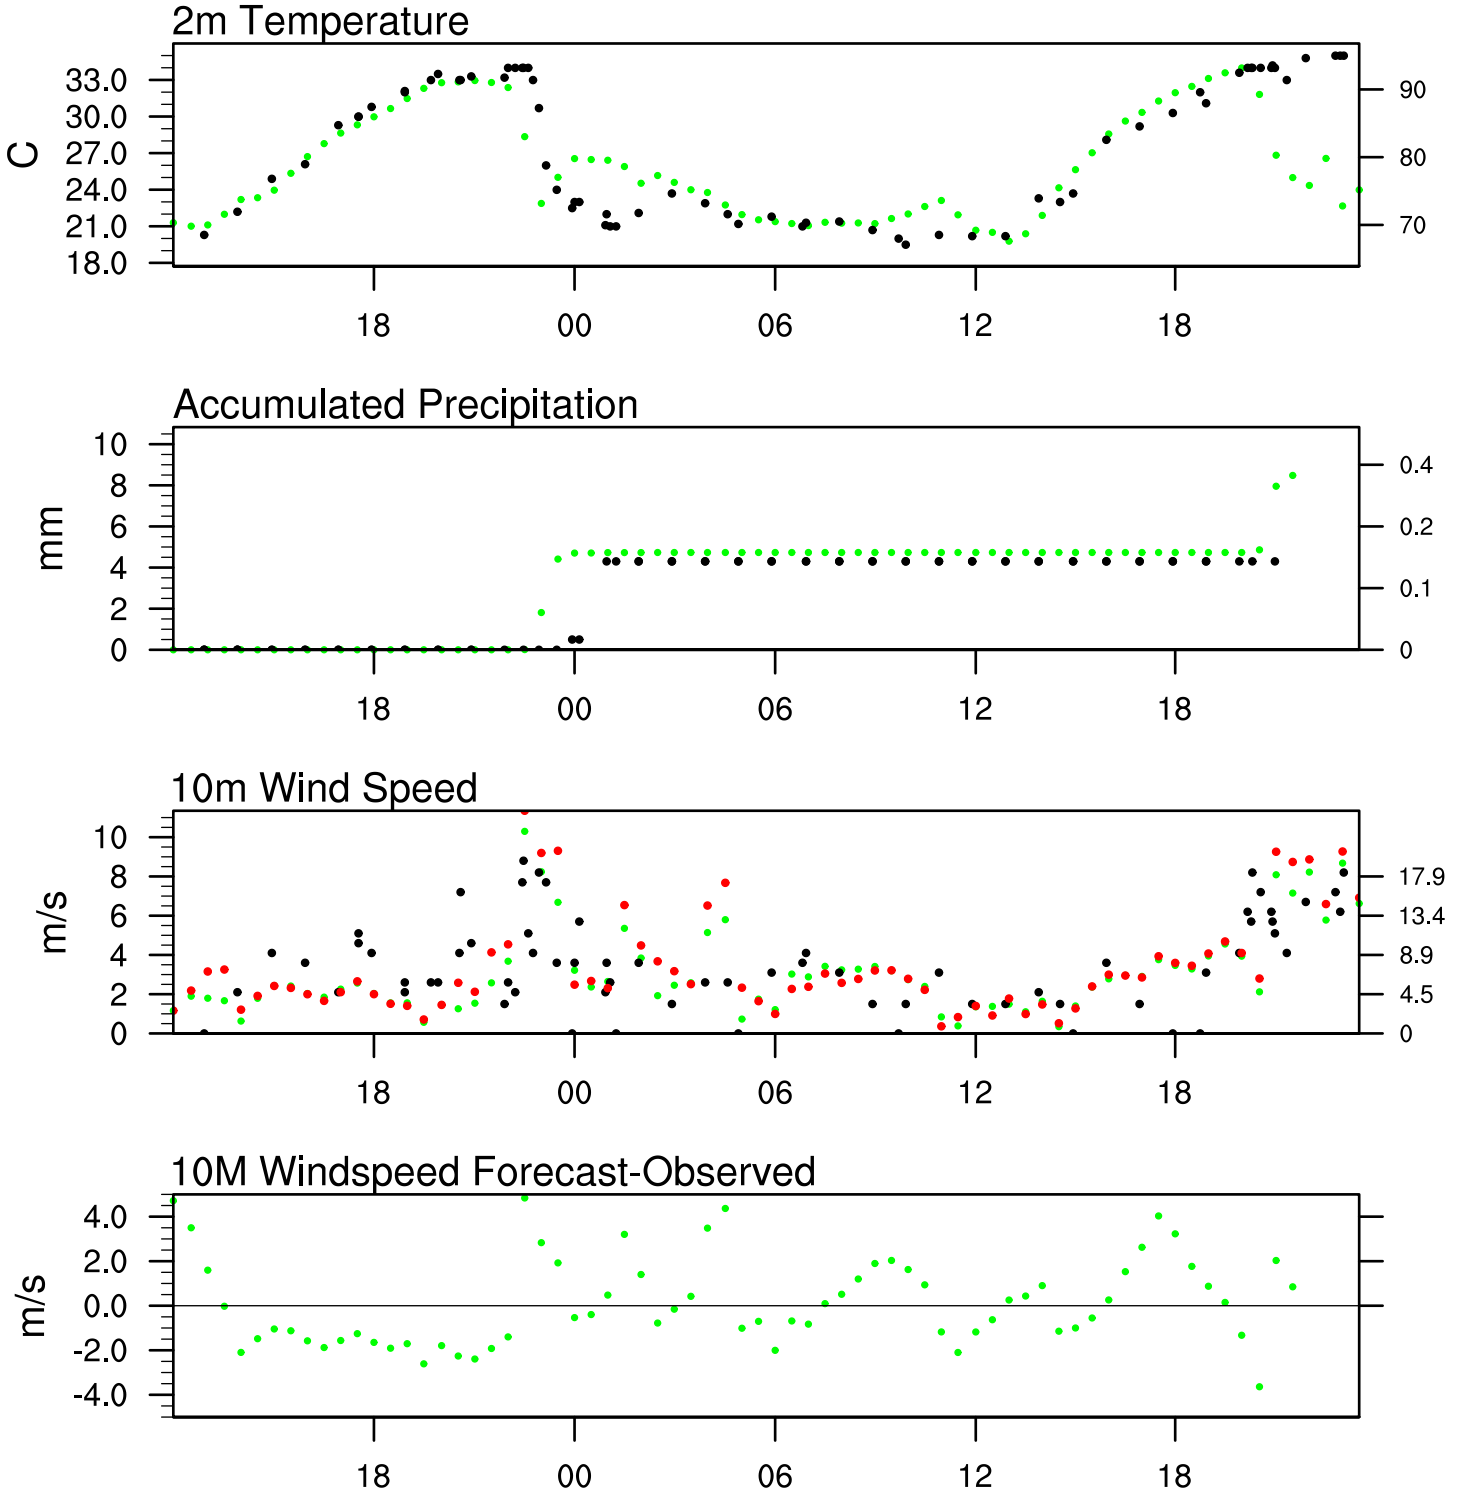 2m Temperature
33.0
30.0
27.0
24.0
21.0
18.0
C
90
80
70
18 00 06 12 18
Accumulated Precipitation
10
8
6
4
2
0
mm
0.4
0.2
0.1
0
18 00 06 12 18
10m Wind Speed
10
8
6
4
2
0
m/s
17.9
13.4
8.9
4.5
0
18 00 06 12 18
10M Windspeed Forecast-Observed
4.0
2.0
0.0
-2.0
-4.0
m/s
18 00 06 12 18